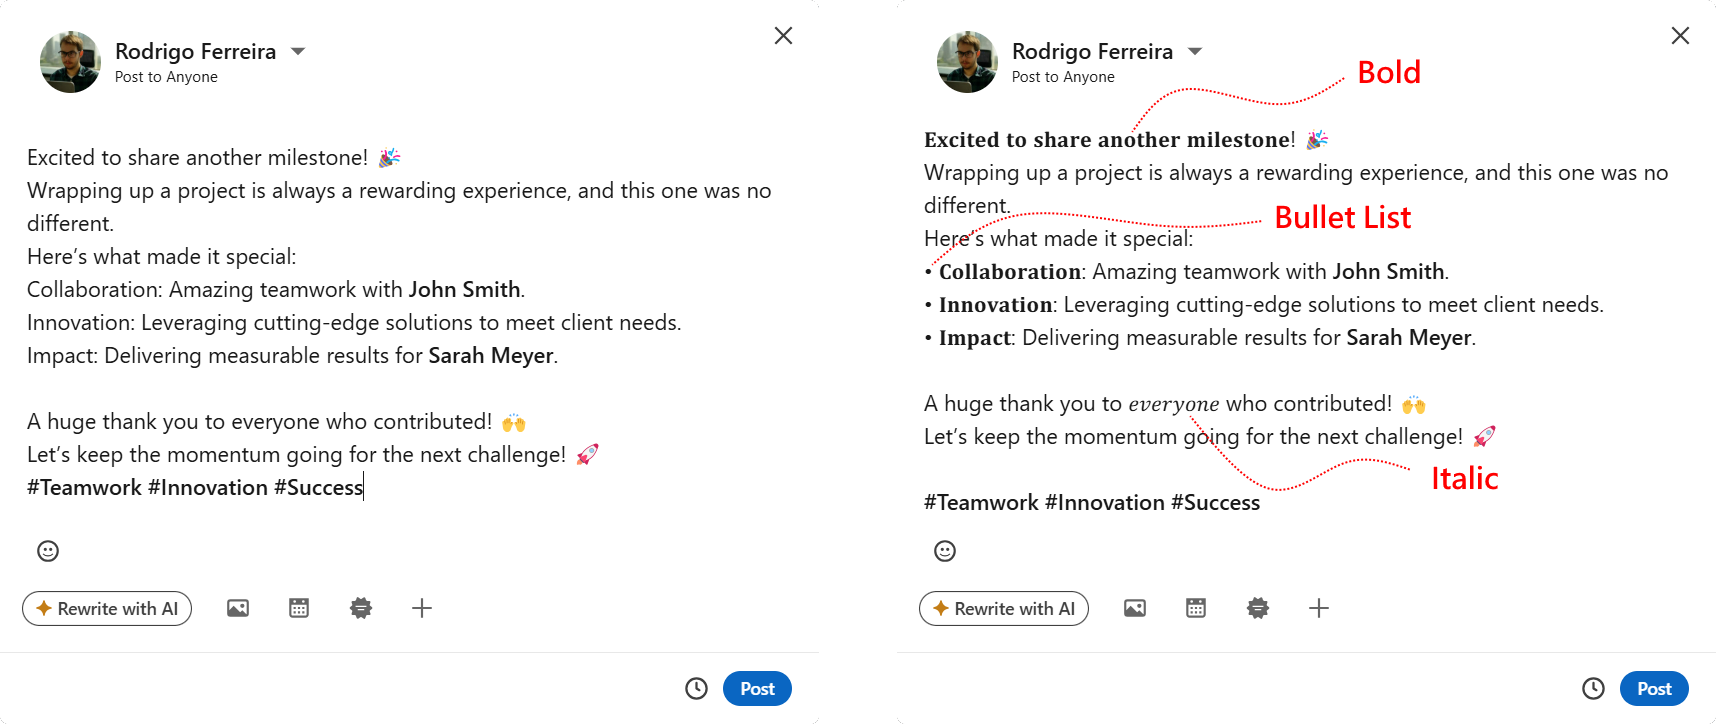 Rodrigo Ferreira
Post to Anyone
Excited to share another milestone! 🎉
Wrapping up a project is always a rewarding experience, and this one was no
different.
Here’s what made it special:
Collaboration: Amazing teamwork with John Smith.
Innovation: Leveraging cutting-edge solutions to meet client needs.
Impact: Delivering measurable results for Sarah Meyer.
A huge thank you to everyone who contributed! 🙌
Let’s keep the momentum going for the next challenge! 🚀
#Teamwork #Innovation #Success
Rewrite with AI
Post
Rodrigo Ferreira
Post to Anyone
Bold
Excited to share another milestone! 🎉
Wrapping up a project is always a rewarding experience, and this one was no
different.
Bullet List
Here’s what made it special:
• Collaboration: Amazing teamwork with John Smith.
• Innovation: Leveraging cutting-edge solutions to meet client needs.
• Impact: Delivering measurable results for Sarah Meyer.
A huge thank you to everyone who contributed! 🙌
Let’s keep the momentum going for the next challenge! 🚀
Italic
#Teamwork #Innovation #Success
Rewrite with AI
Post